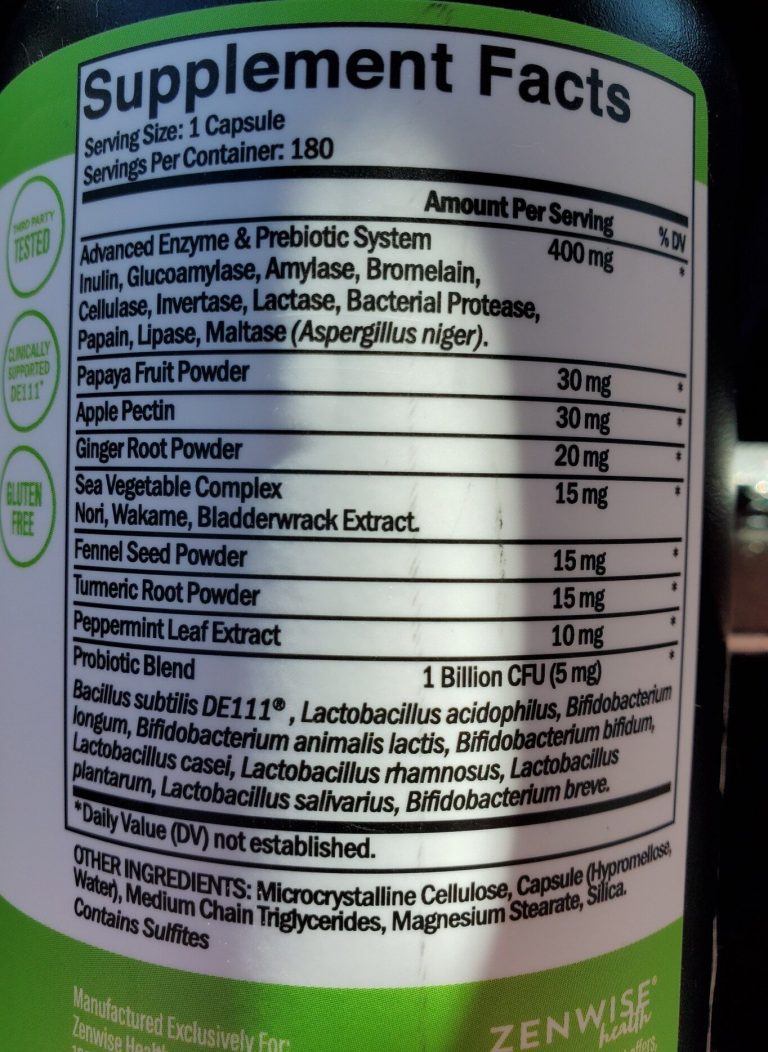 Supplement Facts
Serving Size: 1 Capsule
Servings Per Container: 180
Amount Per Serving % DV
Advanced Enzyme & Prebiotic System 400 mg *
Inulin, Glucoamylase, Amylase, Bromelain,
Cellulase, Invertase, Lactase, Bacterial Protease,
Papain, Lipase, Maltase (Aspergillus niger).
Papaya Fruit Powder 30 mg *
Apple Pectin 30 mg *
Ginger Root Powder 20 mg *
Sea Vegetable Complex 15 mg *
Nori, Wakame, Bladderwrack Extract.
Fennel Seed Powder 15 mg *
Turmeric Root Powder 15 mg *
Peppermint Leaf Extract 10 mg *
Probiotic Blend 1 Billion CFU (5 mg) *
Bacillus subtilis DE111®, Lactobacillus acidophilus, Bifidobacterium
longum, Bifidobacterium animalis lactis, Bifidobacterium bifidum,
Lactobacillus casei, Lactobacillus rhamnosus, Lactobacillus
plantarum, Lactobacillus salivarius, Bifidobacterium breve.
*Daily Value (DV) not established.
OTHER INGREDIENTS: Microcrystalline Cellulose, Capsule (Hypromellose,
Water), Medium Chain Triglycerides, Magnesium Stearate, Silica.
Contains Sulfites
THIRD PARTY
TESTED
CLINICALLY
SUPPORTED
DE111®
GLUTEN
FREE
Manufactured Exclusively For:
Zenwise Health
ZENWISE®
health